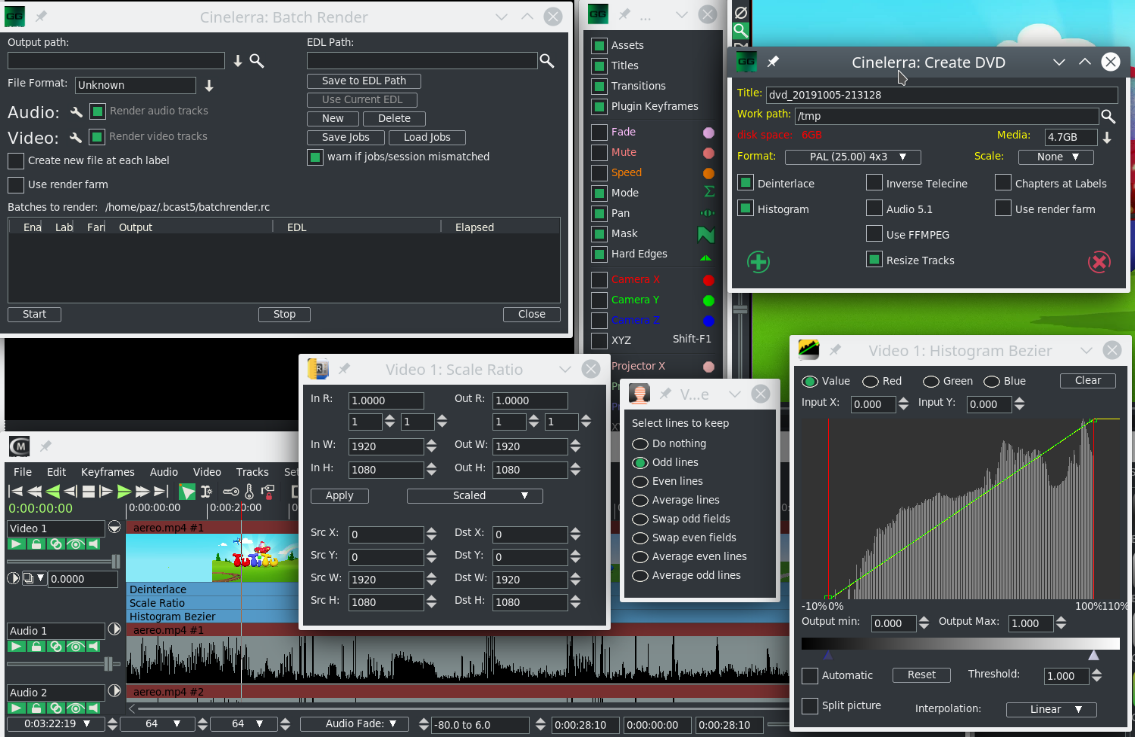 Cinelerra: Batch Render
Output path:
EDL Path:
File Format: Unknown
Save to EDL Path
Use Current EDL
Audio: Render audio tracks
New Delete
Video: Render video tracks
Save Jobs Load Jobs
Create new file at each label
warn if jobs/session mismatched
Use render farm
Batches to render: /home/paz/.bcast5/batchrender.rc
Ena Lab Far Output EDL Elapsed
Start Stop Close
...
Assets
Titles
Transitions
Plugin Keyframes
Fade
Mute
Speed
Mode
Pan
Mask
Hard Edges
Camera X
Camera Y
Camera Z
XYZ Shift-F1
Projector X
Cinelerra: Create DVD
Title: dvd_20191005-213128
Work path: /tmp
disk space: 6GB Media: 4.7GB
Format: PAL (25.00) 4x3 Scale: None
Deinterlace Inverse Telecine Chapters at Labels
Histogram Audio 5.1 Use render farm
Use FFMPEG
Resize Tracks
Video 1: Scale Ratio
In R: 1.0000 Out R: 1.0000
1 1 1 1
In W: 1920 Out W: 1920
In H: 1080 Out H: 1080
Apply Scaled
Src X: 0 Dst X: 0
Src Y: 0 Dst Y: 0
Src W: 1920 Dst W: 1920
Src H: 1080 Dst H: 1080
V...e
Select lines to keep
Do nothing
Odd lines
Even lines
Average lines
Swap odd fields
Swap even fields
Average even lines
Average odd lines
Video 1: Histogram Bezier
Value Red Green Blue Clear
Input X: 0.000 Input Y: 0.000
-10% 0% 100% 110%
Output min: 0.000 Output Max: 1.000
Automatic Reset Threshold: 1.000
Split picture Interpolation: Linear
File Edit Keyframes Audio Video Tracks Se
0:00:00:00 0:00:00:00 0:00:20:00
Video 1 aereo.mp4 #1
TuTiTu
0.0000
Deinterlace
Scale Ratio
Histogram Bezier
Audio 1 aereo.mp4 #1
Audio 2 aereo.mp4 #2
0:03:22:19 64 64 Audio Fade: -80.0 to 6.0 0:00:28:10 0:00:00:00 0:00:28:10